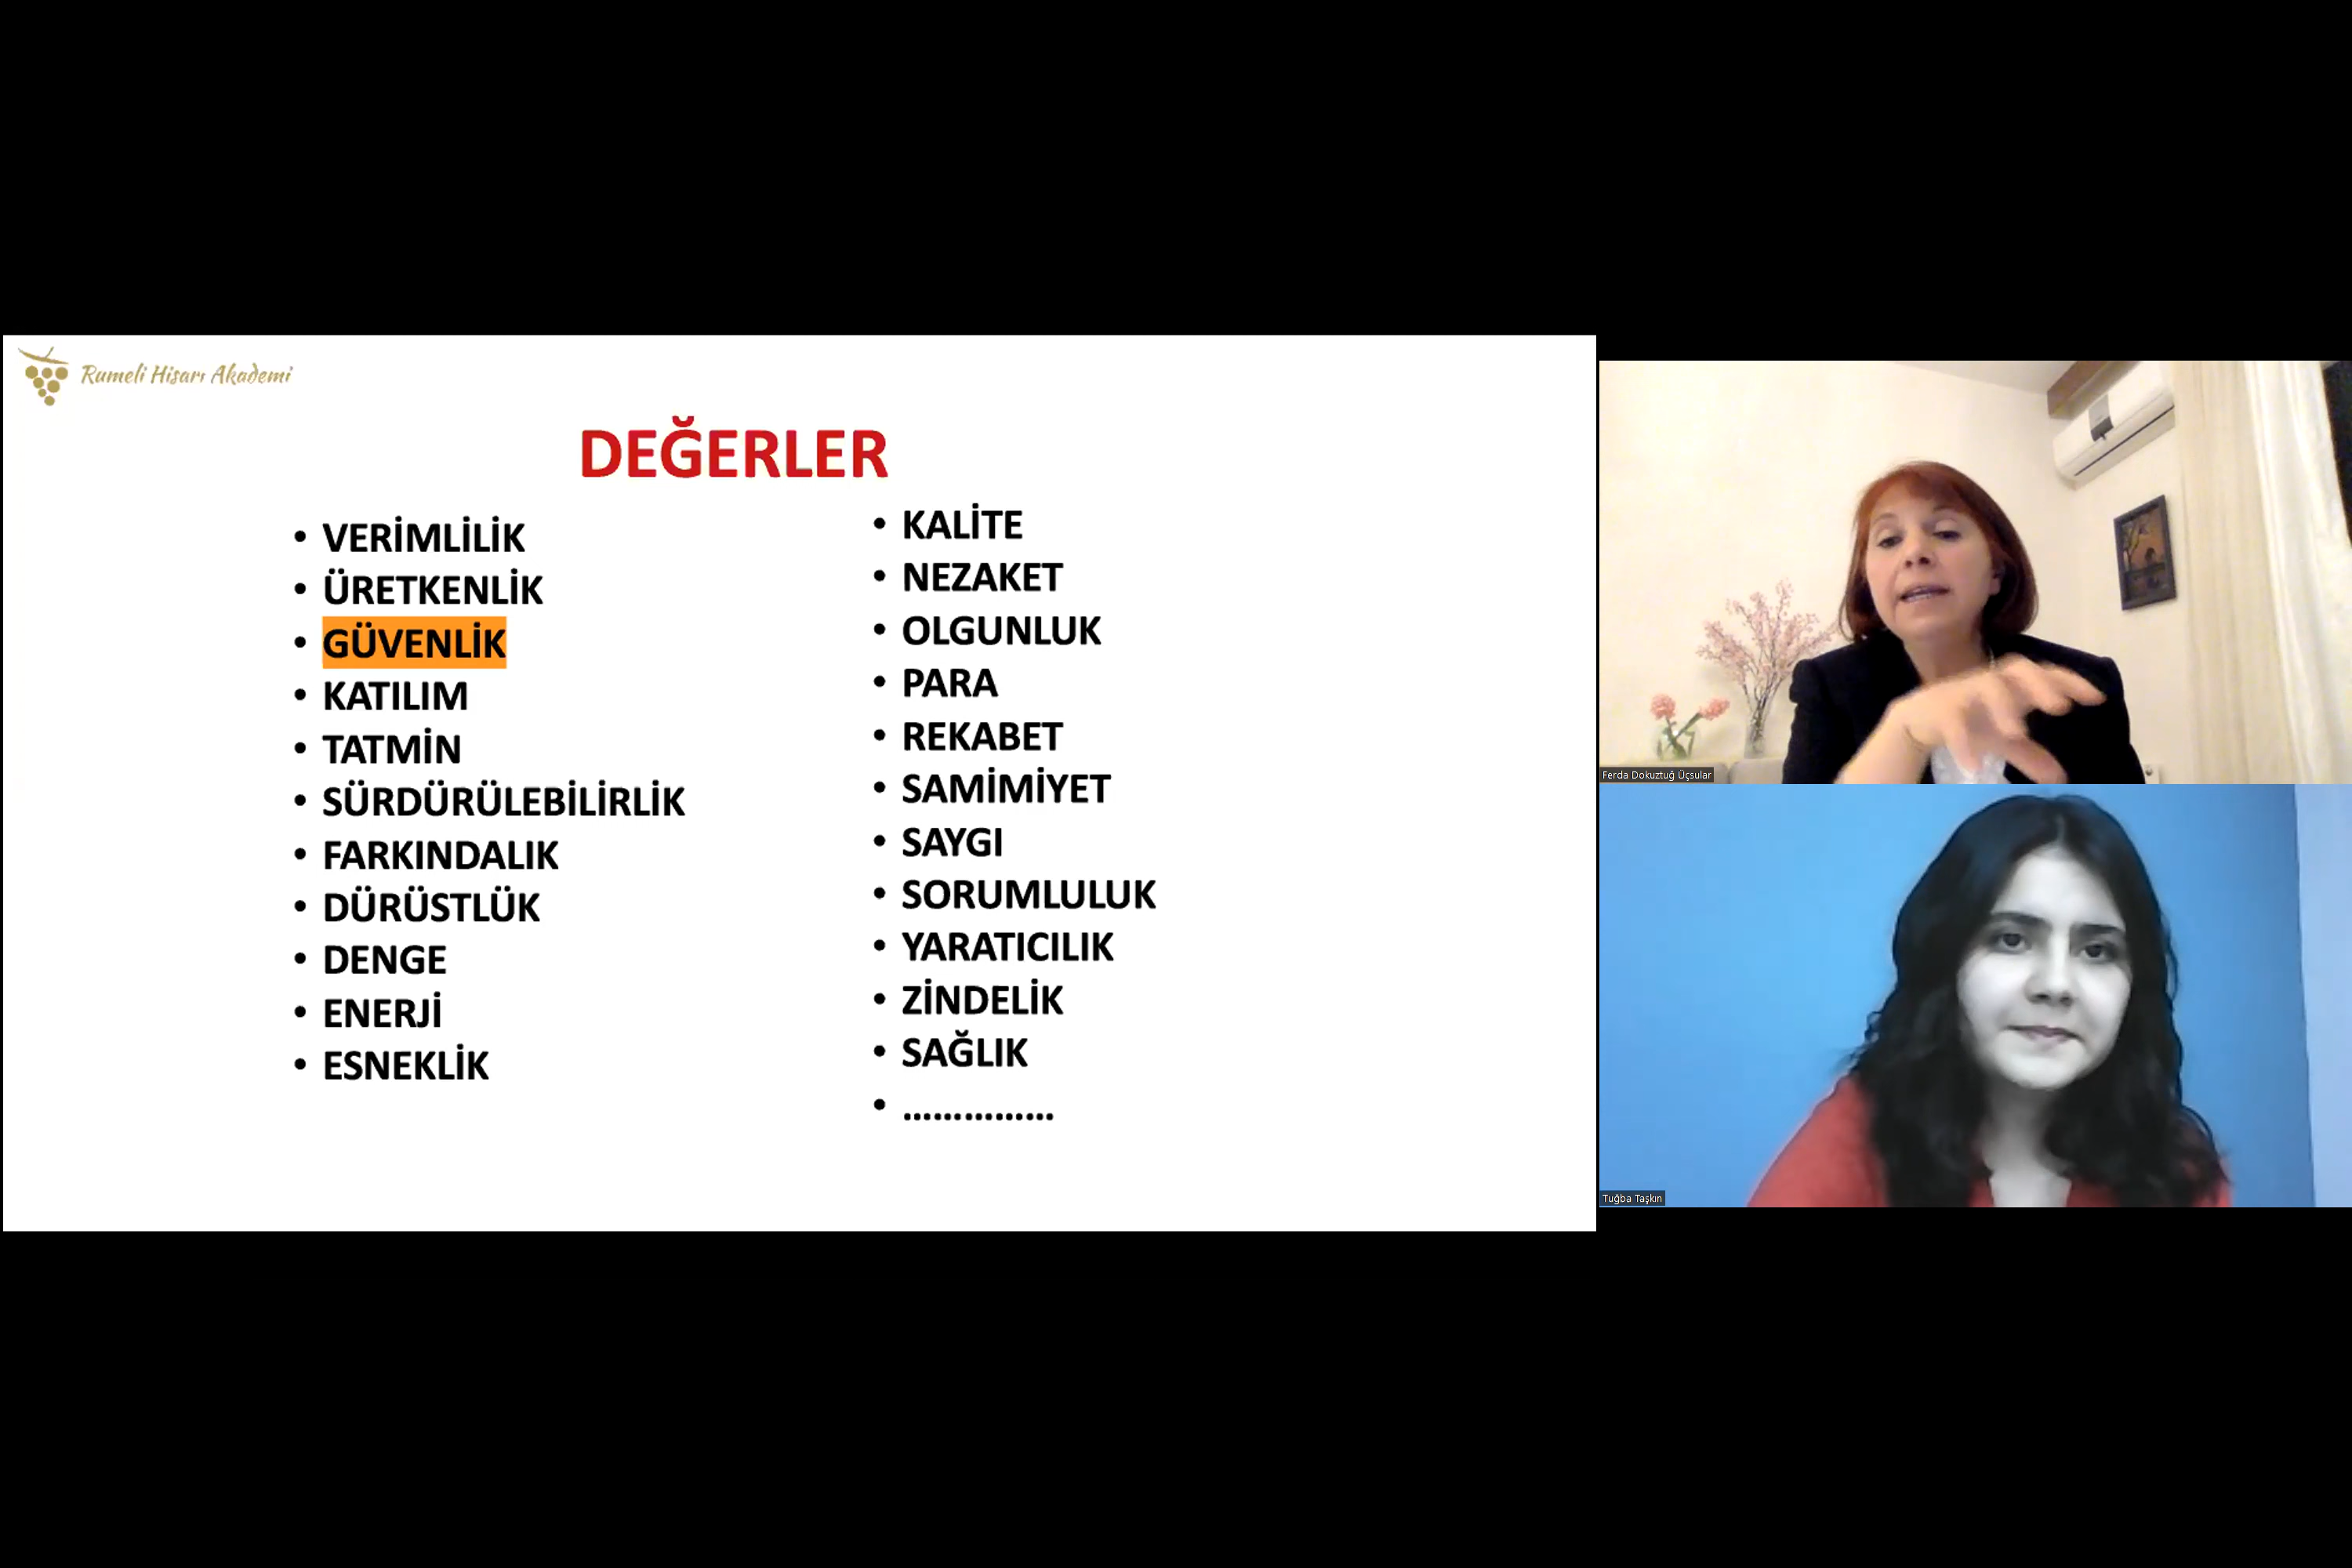 Rumeli Hisarı Akademi
DEĞERLER
• VERİMLİLİK
• ÜRETKENLİK
• GÜVENLİK
• KATILIM
• TATMİN
• SÜRDÜRÜLEBİLİRLİK
• FARKINDALIK
• DÜRÜSTLÜK
• DENGE
• ENERJİ
• ESNEKLİK
• KALİTE
• NEZAKET
• OLGUNLUK
• PARA
• REKABET
• SAMİMİYET
• SAYGI
• SORUMLULUK
• YARATICILIK
• ZİNDELİK
• SAĞLIK
• ...............
Ferda Dokuztuğ Üçsular
Tuğba Taşkın